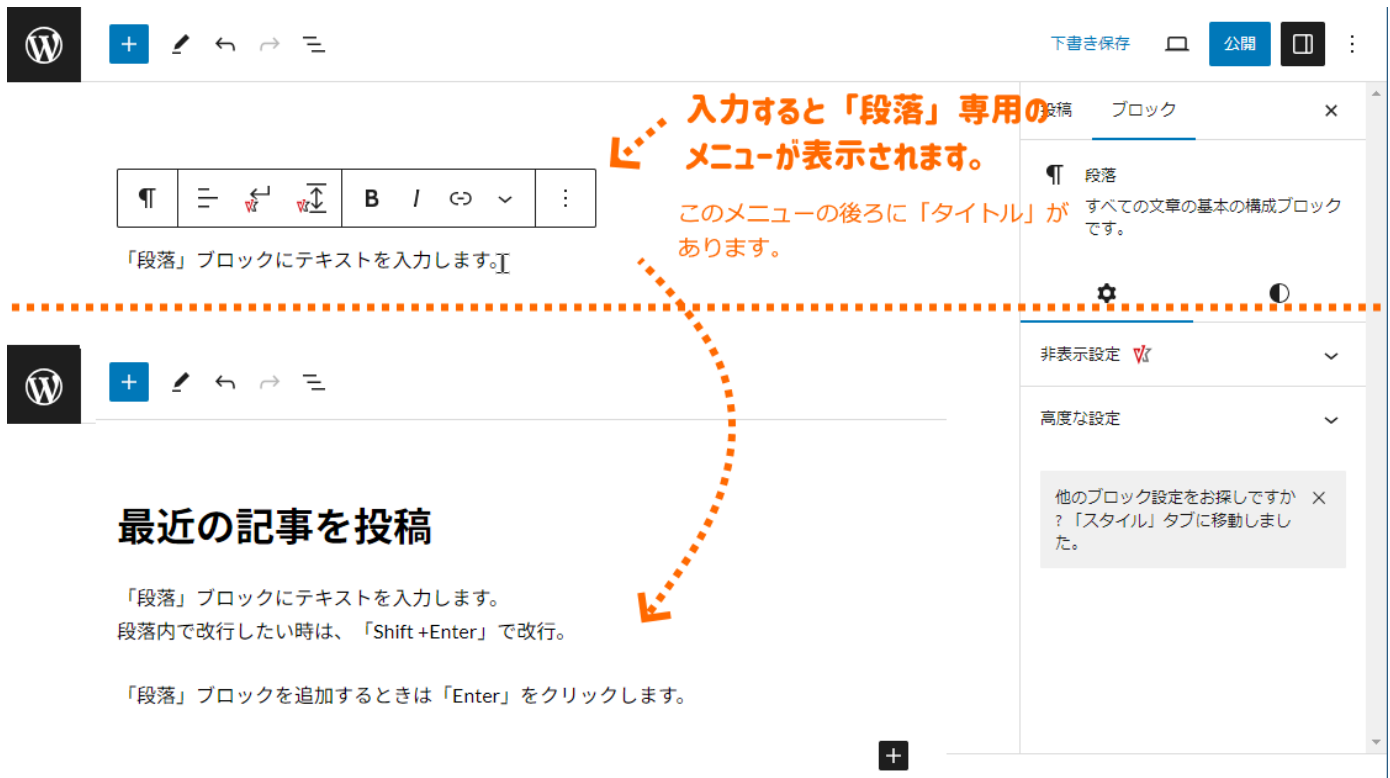 下書き保存
公開
入力すると「段落」専用の
メニューが表示されます。
このメニューの後ろに「タイトル」が
あります。
B I
「段落」ブロックにテキストを入力します。
投稿 ブロック
段落
すべての文章の基本の構成ブロック
です。
非表示設定
高度な設定
他のブロック設定をお探しですか
?「スタイル」タブに移動しまし
た。
最近の記事を投稿
「段落」ブロックにテキストを入力します。
段落内で改行したい時は、「Shift +Enter」で改行。
「段落」ブロックを追加するときは「Enter」をクリックします。